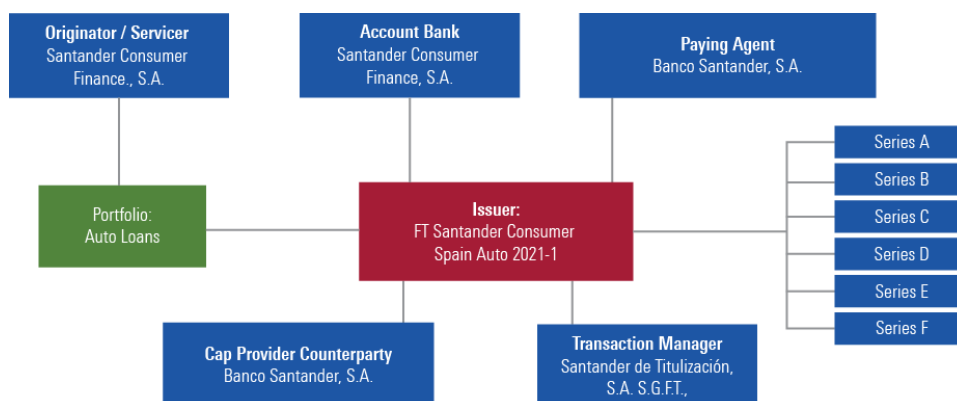 Originator / Servicer
Santander Consumer
Finance., S.A.
Account Bank
Santander Consumer
Finance, S.A.
Paying Agent
Banco Santander, S.A.
Portfolio:
Auto Loans
Issuer:
FT Santander Consumer
Spain Auto 2021-1
Series A
Series B
Series C
Series D
Series E
Series F
Cap Provider Counterparty
Banco Santander, S.A.
Transaction Manager
Santander de Titulización,
S.A. S.G.F.T.,